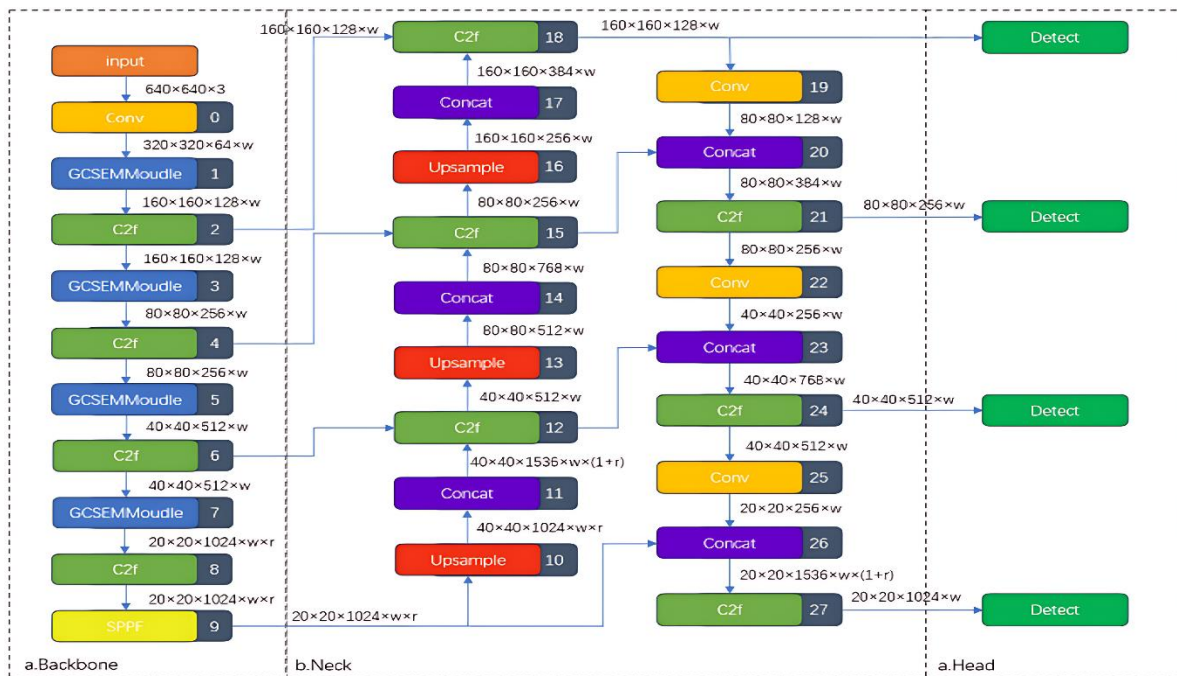 input
640×640×3
Conv 0
320×320×64×w
GCSEMMoudle 1
160×160×128×w
C2f 2
160×160×128×w
GCSEMMoudle 3
80×80×256×w
C2f 4
80×80×256×w
GCSEMMoudle 5
40×40×512×w
C2f 6
40×40×512×w
GCSEMMoudle 7
20×20×1024×w×r
C2f 8
20×20×1024×w×r
SPPF 9
a.Backbone
160×160×128×w
C2f 18
160×160×384×w
Concat 17
160×160×256×w
Upsample 16
80×80×256×w
C2f 15
80×80×768×w
Concat 14
80×80×512×w
Upsample 13
40×40×512×w
C2f 12
40×40×1536×w×(1+r)
Concat 11
40×40×1024×w×r
Upsample 10
20×20×1024×w×r
b.Neck
160×160×128×w
Conv 19
80×80×128×w
Concat 20
80×80×384×w
C2f 21
80×80×256×w
80×80×256×w
Conv 22
40×40×256×w
Concat 23
40×40×768×w
C2f 24
40×40×512×w
40×40×512×w
Conv 25
20×20×256×w
Concat 26
20×20×1536×w×(1+r)
C2f 27
20×20×1024×w
Detect
Detect
Detect
Detect
a.Head